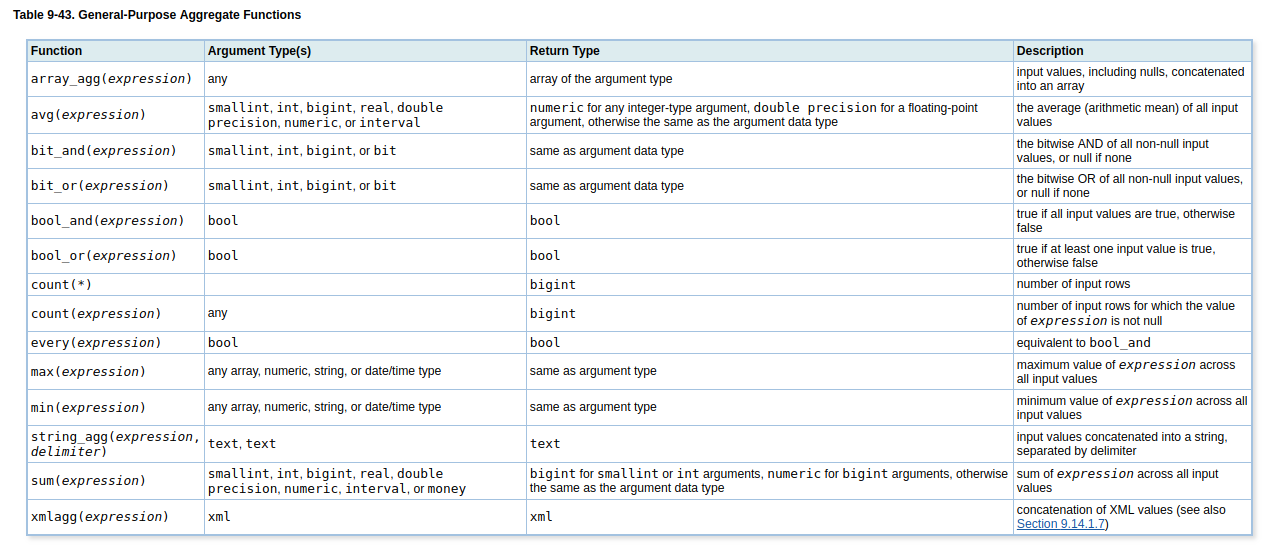 Table 9-43. General-Purpose Aggregate Functions
Function Argument Type(s) Return Type Description
array_agg(expression) any array of the argument type input values, including nulls, concatenated
into an array
avg(expression) smallint, int, bigint, real, double
precision, numeric, or interval numeric for any integer-type argument, double precision for a floating-point
argument, otherwise the same as the argument data type the average (arithmetic mean) of all input
values
bit_and(expression) smallint, int, bigint, or bit same as argument data type the bitwise AND of all non-null input
values, or null if none
bit_or(expression) smallint, int, bigint, or bit same as argument data type the bitwise OR of all non-null input values,
or null if none
bool_and(expression) bool bool true if all input values are true, otherwise
false
bool_or(expression) bool bool true if at least one input value is true,
otherwise false
count(*) bigint number of input rows
count(expression) any bigint number of input rows for which the value
of expression is not null
every(expression) bool bool equivalent to bool_and
max(expression) any array, numeric, string, or date/time type same as argument type maximum value of expression across
all input values
min(expression) any array, numeric, string, or date/time type same as argument type minimum value of expression across all
input values
string_agg(expression,
delimiter) text, text text input values concatenated into a string,
separated by delimiter
sum(expression) smallint, int, bigint, real, double
precision, numeric, interval, or money bigint for smallint or int arguments, numeric for bigint arguments, otherwise
the same as the argument data type sum of expression across all input
values
xmlagg(expression) xml xml concatenation of XML values (see also
Section 9.14.1.7)